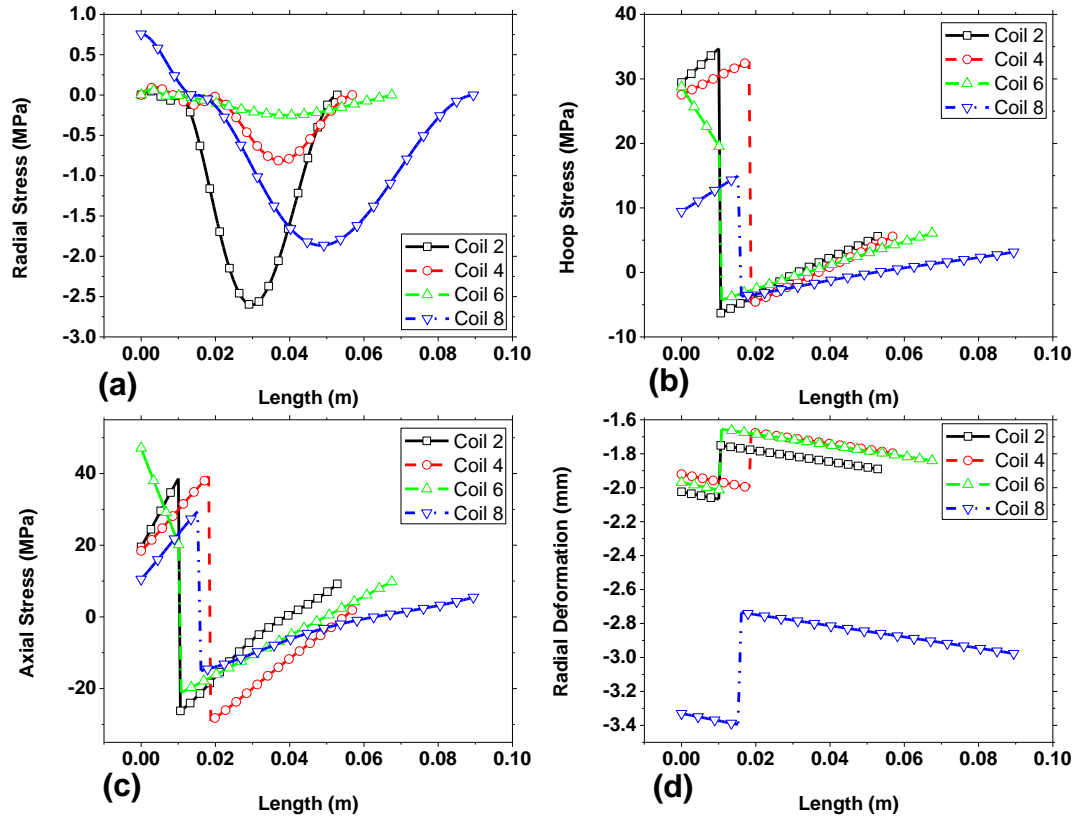 1.0
0.5
0.0
-0.5
-1.0
-1.5
-2.0
-2.5
-3.0
Radial Stress (MPa)
Coil 2
Coil 4
Coil 6
Coil 8
0.00 0.02 0.04 0.06 0.08 0.10
(a)
Length (m)
40
30
20
10
0
-10
Hoop Stress (MPa)
Coil 2
Coil 4
Coil 6
Coil 8
0.00 0.02 0.04 0.06 0.08 0.10
(b)
Length (m)
40
20
0
-20
Axial Stress (MPa)
Coil 2
Coil 4
Coil 6
Coil 8
0.00 0.02 0.04 0.06 0.08 0.10
(c)
Length (m)
-1.6
-1.8
-2.0
-2.2
-2.4
-2.6
-2.8
-3.0
-3.2
-3.4
Radial Deformation (mm)
Coil 2
Coil 4
Coil 6
Coil 8
0.00 0.02 0.04 0.06 0.08 0.10
(d)
Length (m)